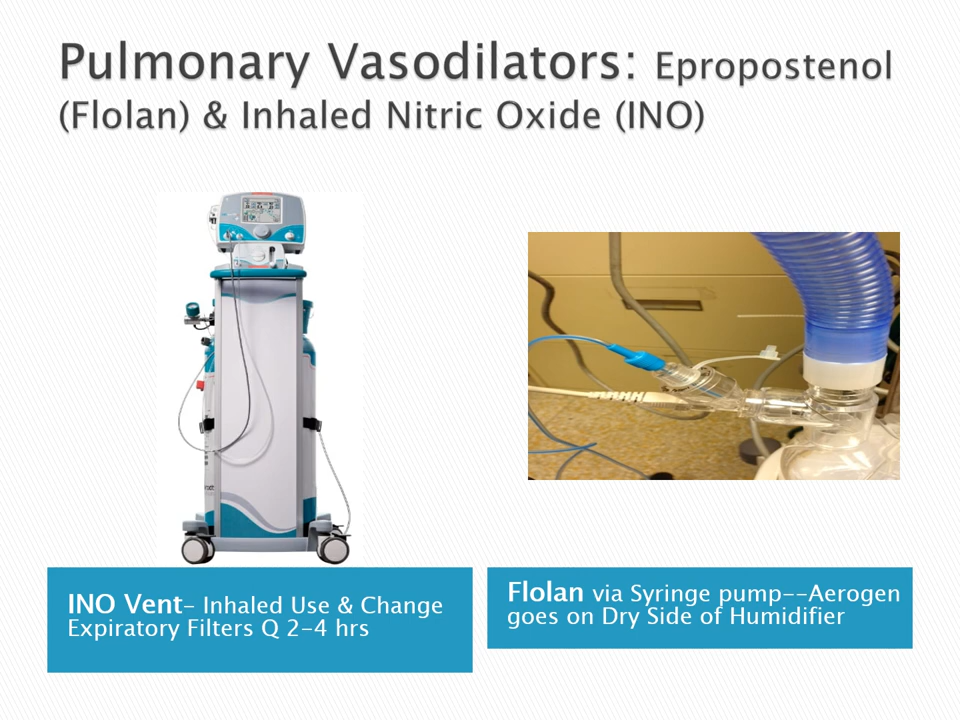 Pulmonary Vasodilators: Epropostenol
(Flolan) & Inhaled Nitric Oxide (INO)
INO Vent- Inhaled Use & Change
Expiratory Filters Q 2-4 hrs
Flolan via Syringe pump--Aerogen
goes on Dry Side of Humidifier